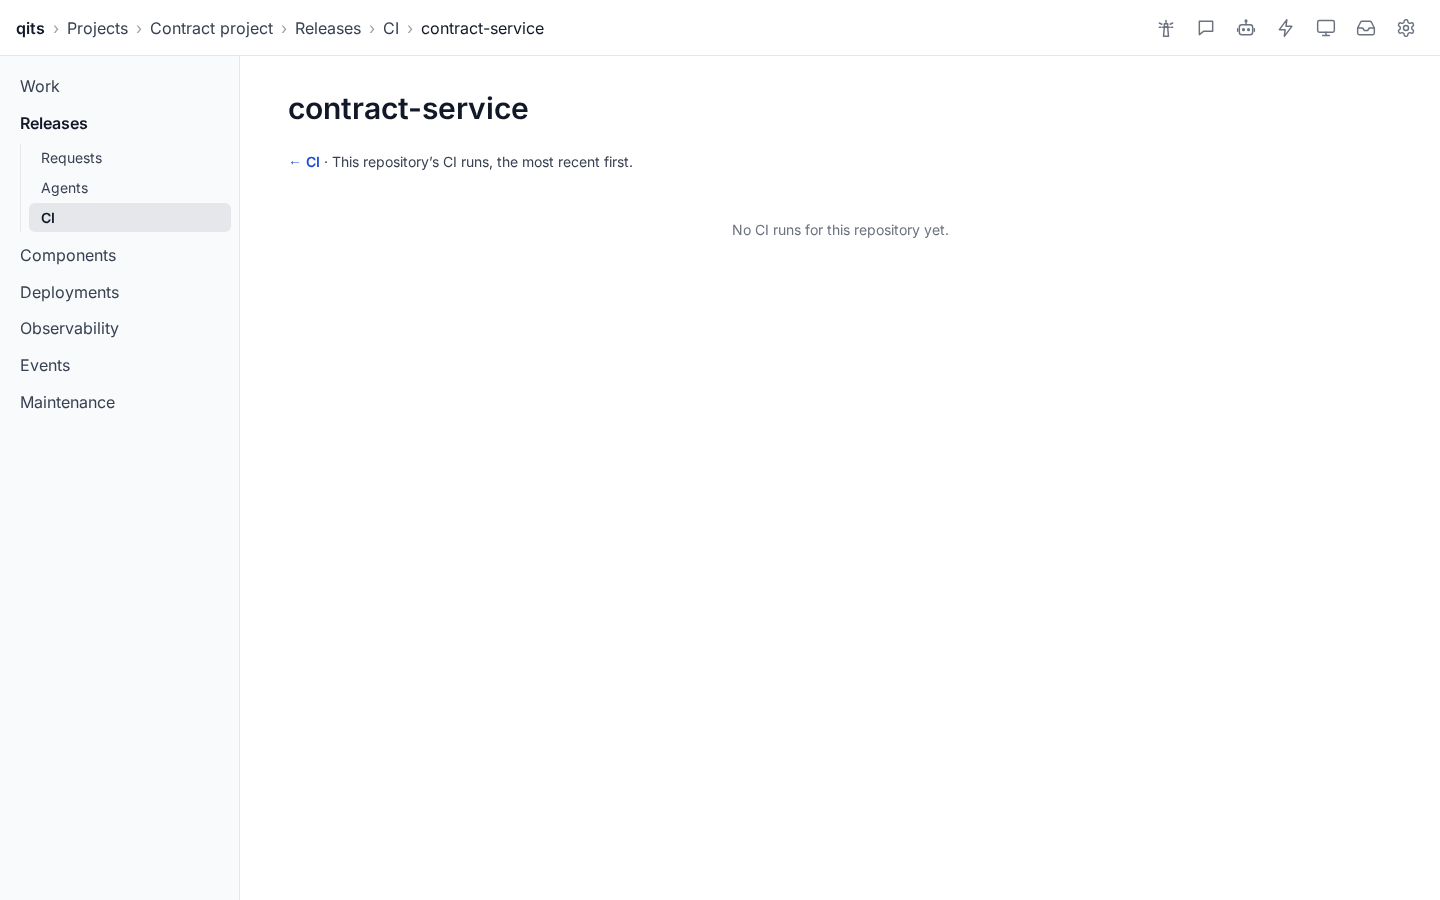 qits › Projects › Contract project › Releases › CI › contract-service
Work
Releases
Requests
Agents
CI
Components
Deployments
Observability
Events
Maintenance
contract-service
← CI · This repository’s CI runs, the most recent first.
No CI runs for this repository yet.